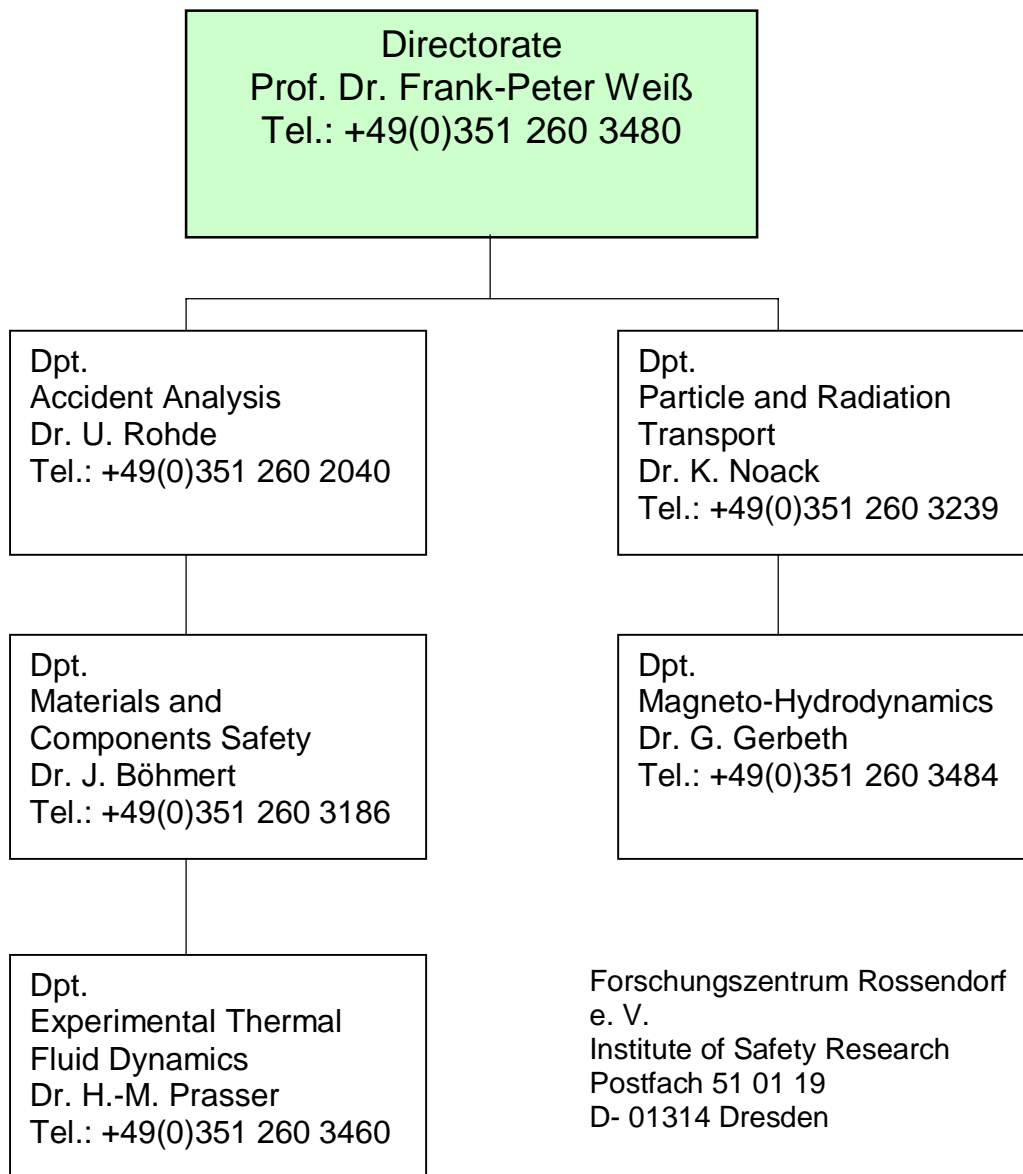 Directorate
Prof. Dr. Frank-Peter Weiß
Tel.: +49(0)351 260 3480
Dpt.
Accident Analysis
Dr. U. Rohde
Tel.: +49(0)351 260 2040
Dpt.
Particle and Radiation
Transport
Dr. K. Noack
Tel.: +49(0)351 260 3239
Dpt.
Materials and
Components Safety
Dr. J. Böhmert
Tel.: +49(0)351 260 3186
Dpt.
Magneto-Hydrodynamics
Dr. G. Gerbeth
Tel.: +49(0)351 260 3484
Dpt.
Experimental Thermal
Fluid Dynamics
Dr. H.-M. Prasser
Tel.: +49(0)351 260 3460
Forschungszentrum Rossendorf
e. V.
Institute of Safety Research
Postfach 51 01 19
D- 01314 Dresden